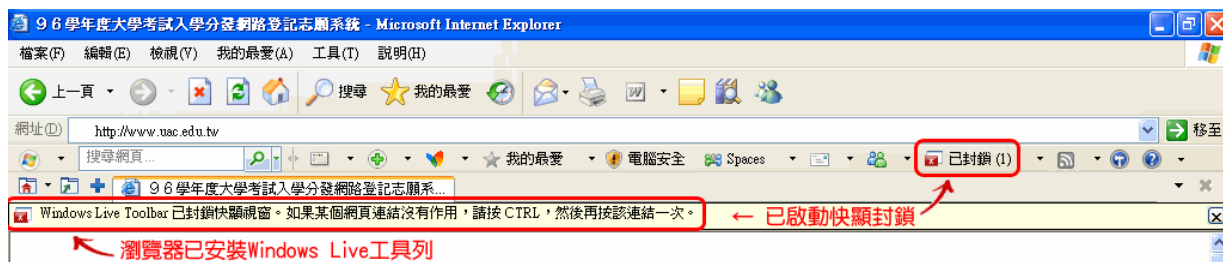 96學年度大學考試入學分發網路登記志願系統 - Microsoft Internet Explorer
檔案(F) 編輯(E) 檢視(V) 我的最愛(A) 工具(T) 說明(H)
上一頁 搜尋 我的最愛
網址(D) http://www.uac.edu.tw 移至
搜尋網頁... 我的最愛 電腦安全 Spaces 已封鎖 (1)
96學年度大學考試入學分發網路登記志願系...
Windows Live Toolbar 已封鎖快顯視窗。如果某個網頁連結沒有作用，請按 CTRL，然後再按該連結一次。 ← 已啟動快顯封鎖
瀏覽器已安裝Windows Live工具列